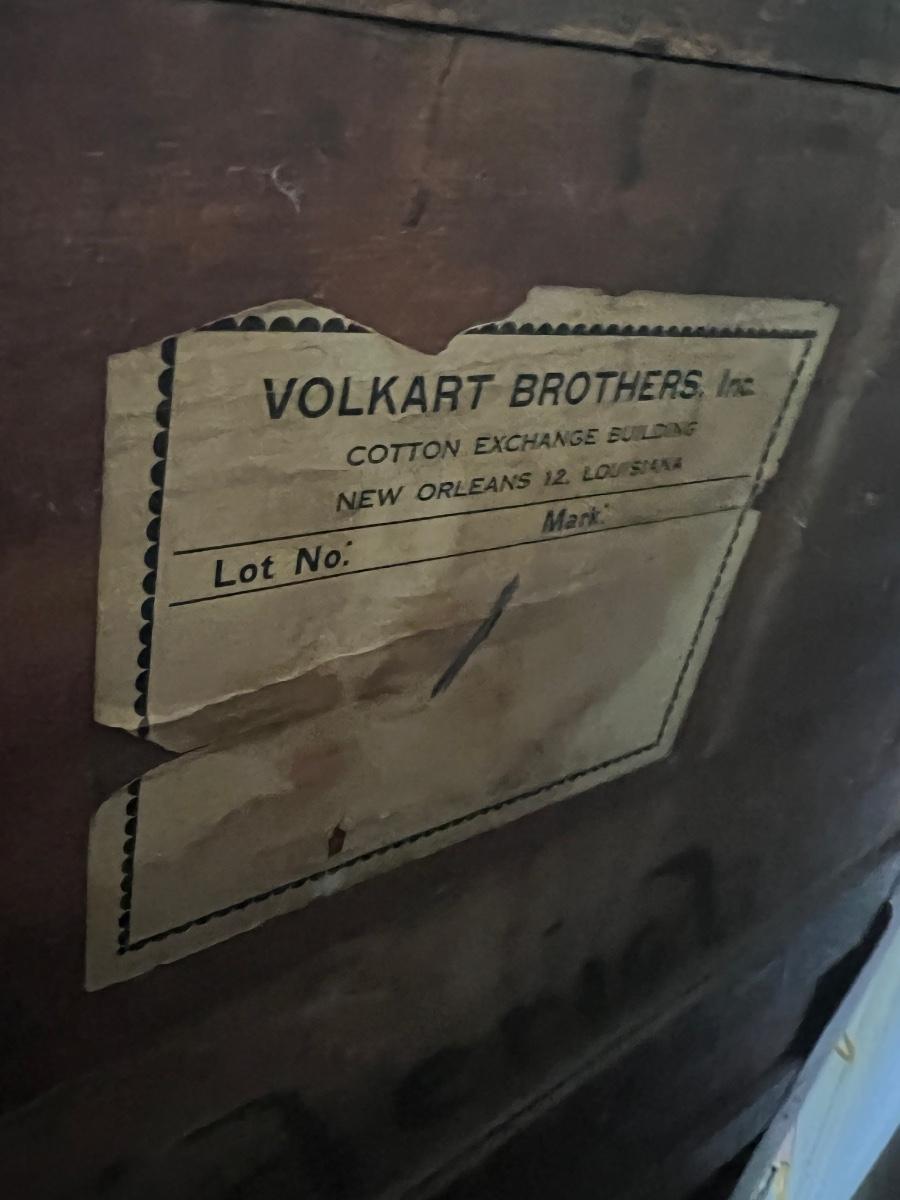 VOLKART BROTHERS, Inc.
COTTON EXCHANGE BUILDING
NEW ORLEANS 12, LOUISIANA
Lot No: Mark: